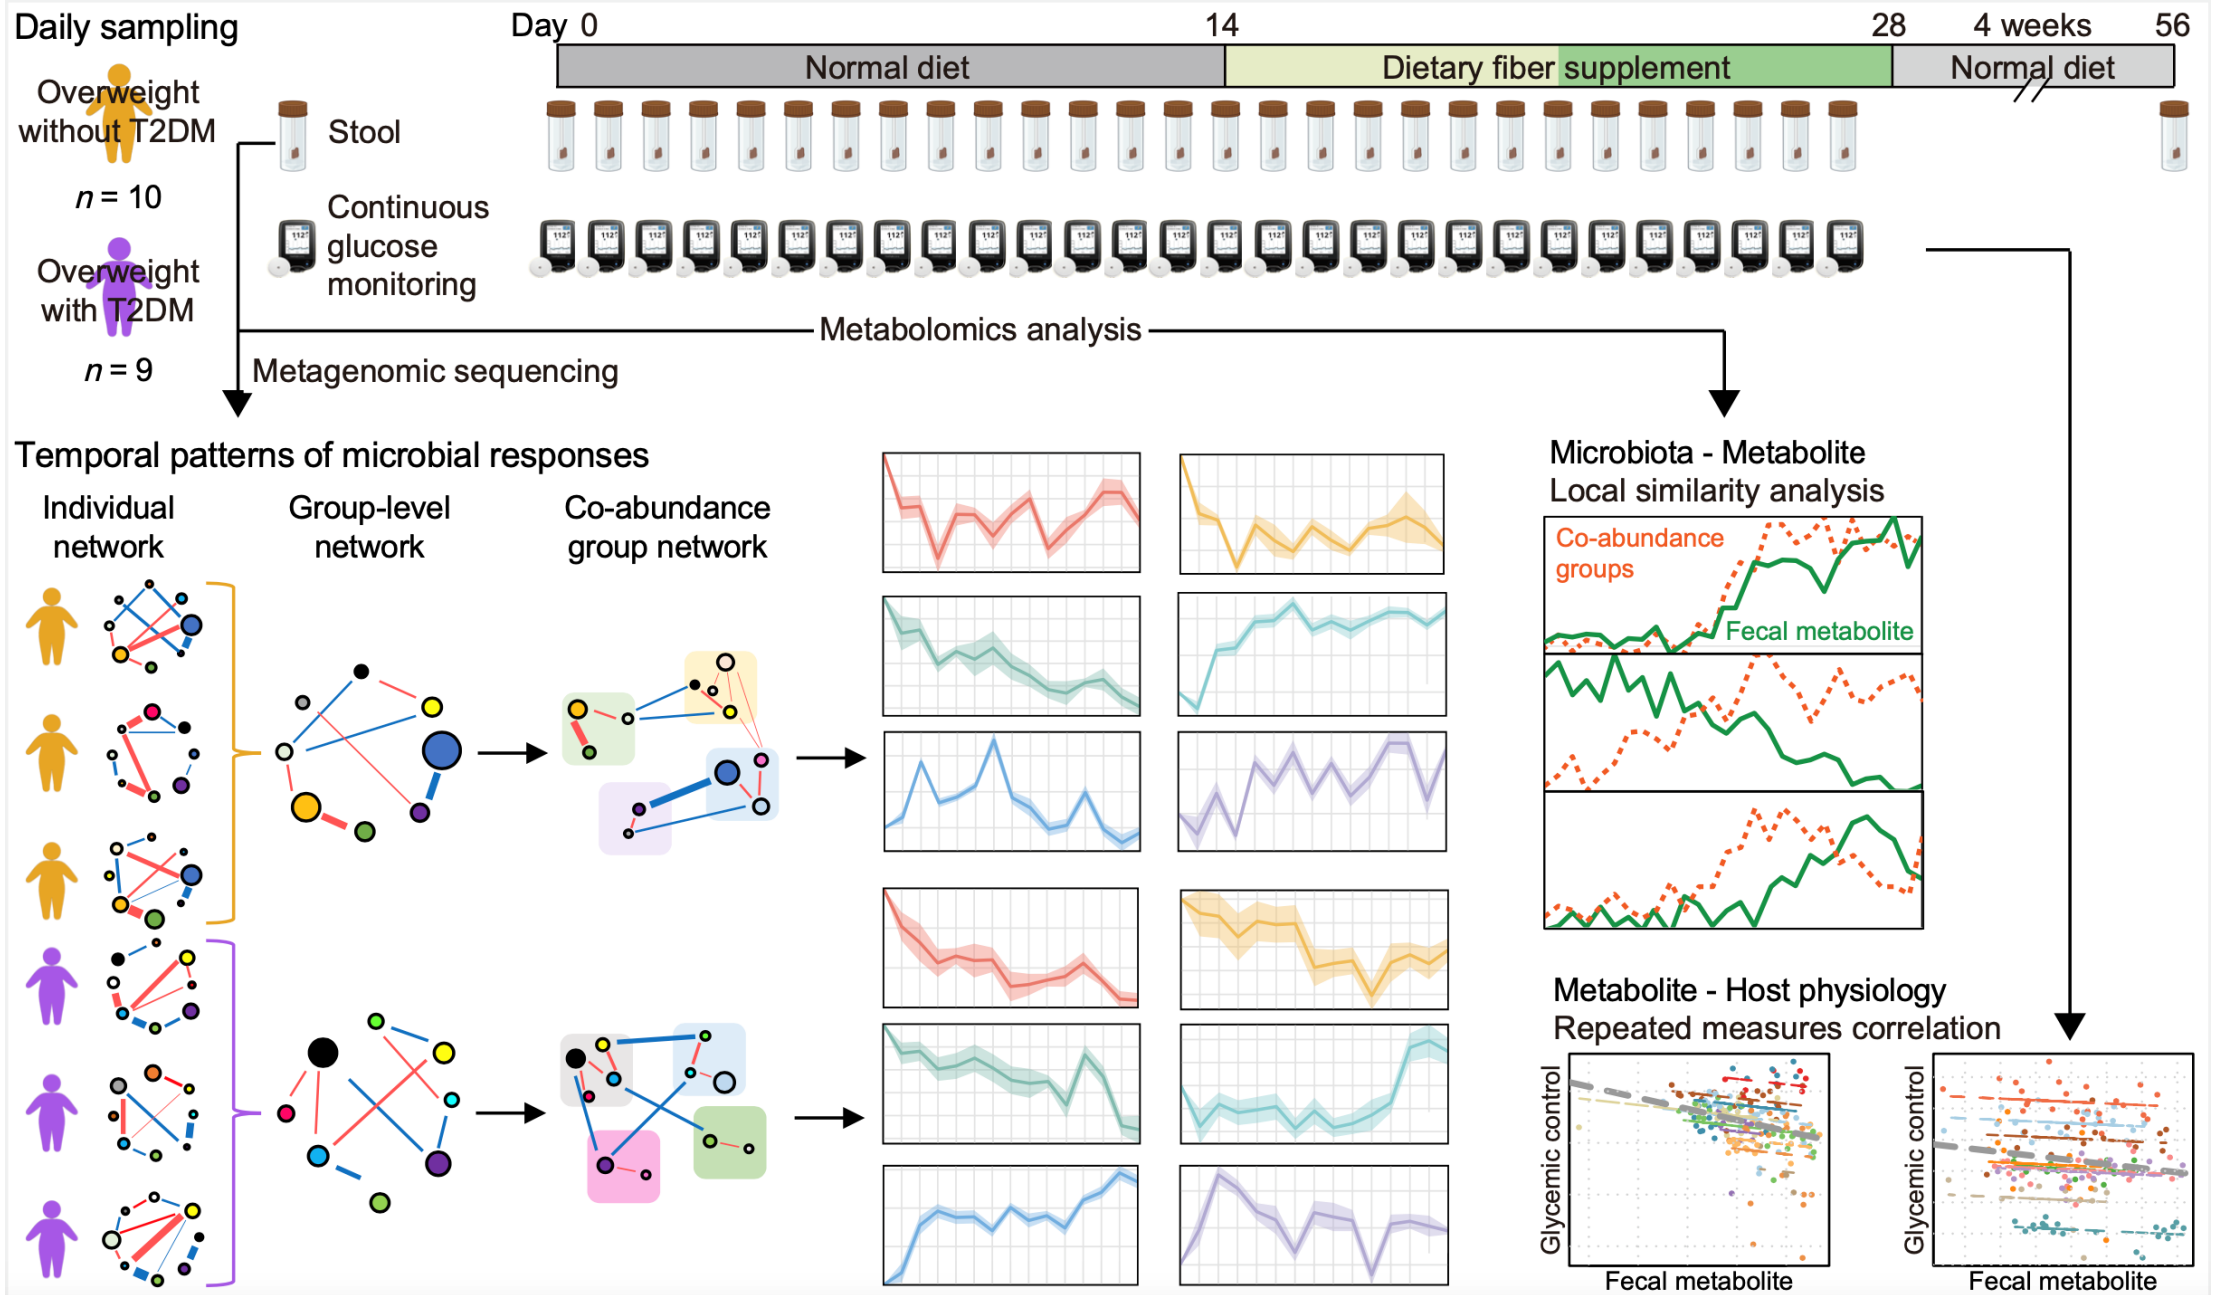 Daily sampling
Day 0
14
28
4 weeks
56
Normal diet
Dietary fiber supplement
Normal diet
Overweight
without T2DM
n = 10
Stool
Continuous
glucose
monitoring
Overweight
with T2DM
n = 9
Metabolomics analysis
Metagenomic sequencing
Temporal patterns of microbial responses
Individual
network
Group-level
network
Co-abundance
group network
Microbiota - Metabolite
Local similarity analysis
Co-abundance
groups
Fecal metabolite
Metabolite - Host physiology
Repeated measures correlation
Glycemic control
Fecal metabolite
Glycemic control
Fecal metabolite